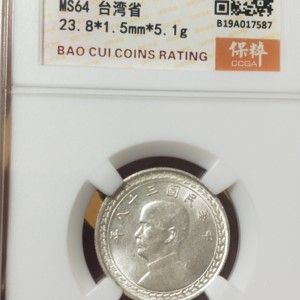 MS64 台湾省
23.8*1.5mm*5.1g
B19A017587
BAO CUI COINS RATING
保粹
CCGA
年八十三國民華中